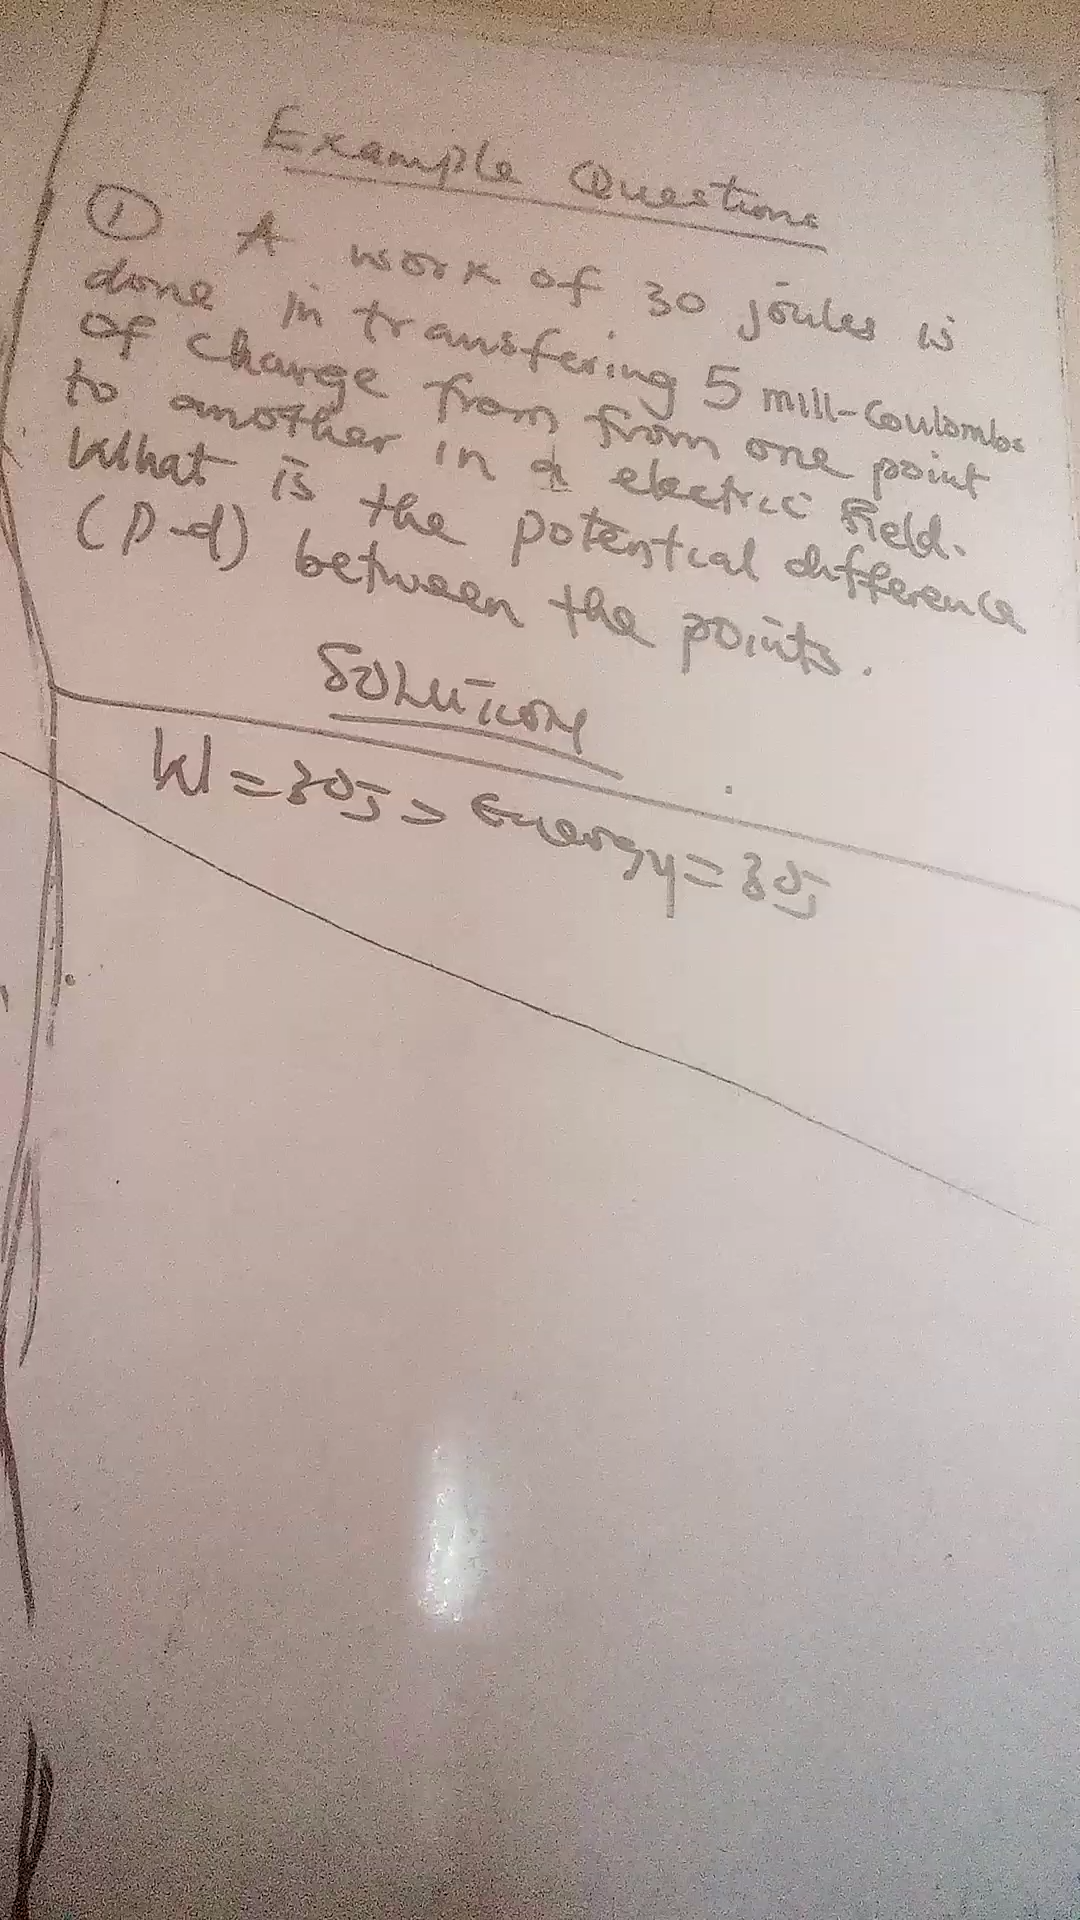 Example Questions
① A work of 30 joules is
done in transfering 5 mill-Coulombs
of charge from from one point
to another in a electric field.
What is the potential difference
(p-d) between the points.
SOLUTION
W = 30J > Energy = 30J